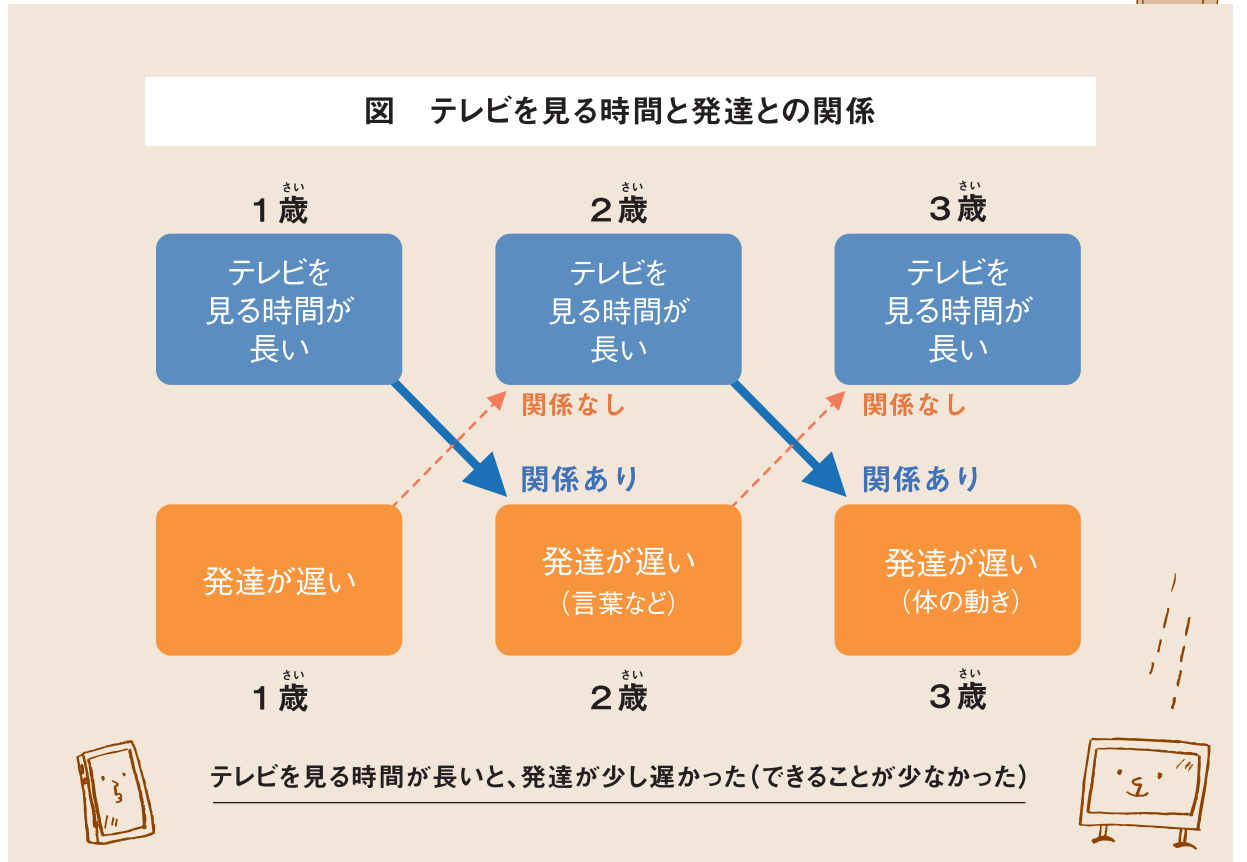 図　テレビを見る時間と発達との関係
さい さい さい
1歳 2歳 3歳
テレビを
見る時間が
長い
テレビを
見る時間が
長い
テレビを
見る時間が
長い
関係なし 関係なし
関係あり 関係あり
発達が遅い
発達が遅い
（言葉など）
発達が遅い
（体の動き）
さい さい さい
1歳 2歳 3歳
テレビを見る時間が長いと、発達が少し遅かった（できることが少なかった）